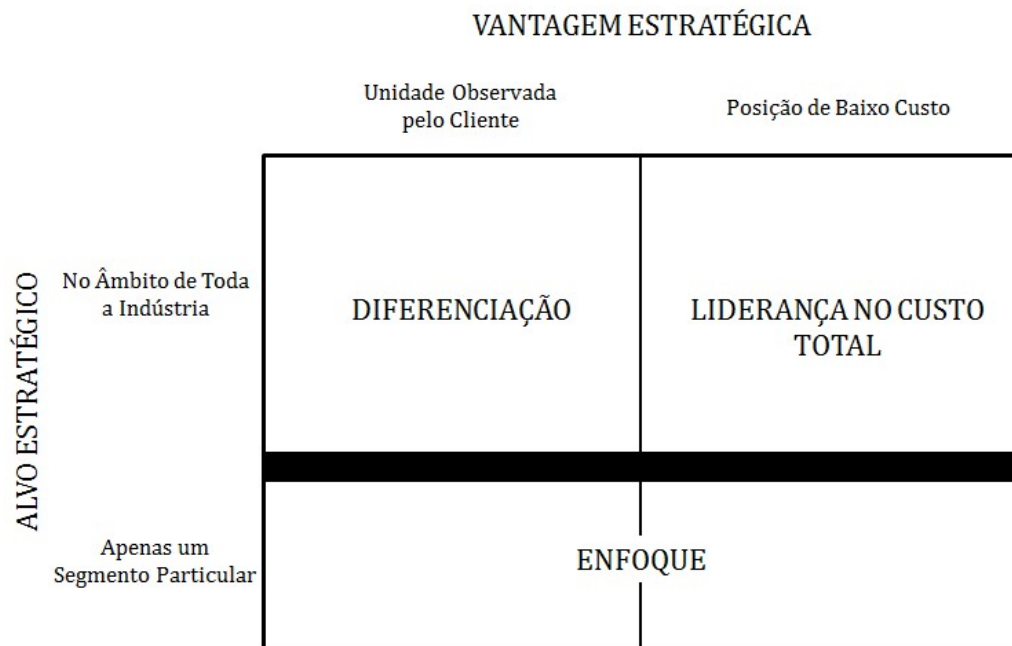 VANTAGEM ESTRATÉGICA
Unidade Observada
pelo Cliente
Posição de Baixo Custo
ALVO ESTRATÉGICO
No Âmbito de Toda
a Indústria
DIFERENCIAÇÃO
LIDERANÇA NO CUSTO
TOTAL
Apenas um
Segmento Particular
ENFOQUE